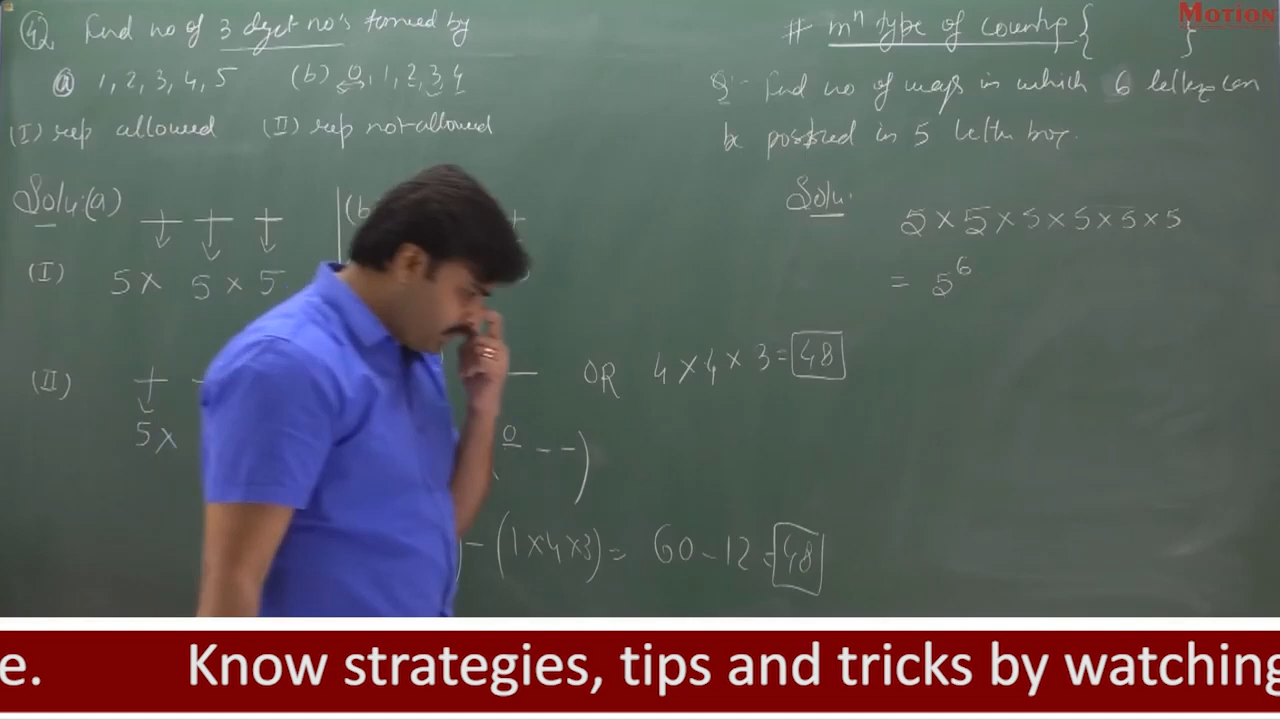 Q2 Find no of 3 digit no's formed by
(a) 1, 2, 3, 4, 5 (b) 0, 1, 2, 3, 4
(I) rep allowed (II) rep not allowed
Solu: (a)
(b
(I) 5 × 5 × 5
(II)
5 ×
OR 4 × 4 × 3 = 48
0 - - )
- (1×4×3) = 60 - 12 = 48
# mⁿ type of counting { }
Q:- Find no of ways in which 6 letters can
be posted in 5 letter box.
Solu:
5 × 5 × 5 × 5 × 5 × 5
= 5⁶
MOTION
e. Know strategies, tips and tricks by watching